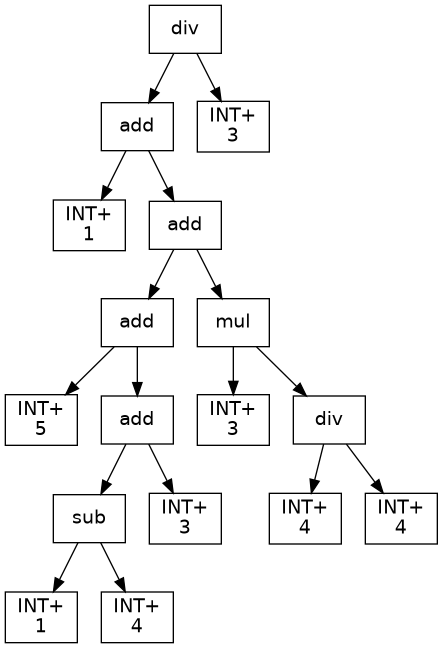 div
add
INT+
3
INT+
1
add
add
mul
INT+
5
add
INT+
3
div
sub
INT+
3
INT+
4
INT+
4
INT+
1
INT+
4